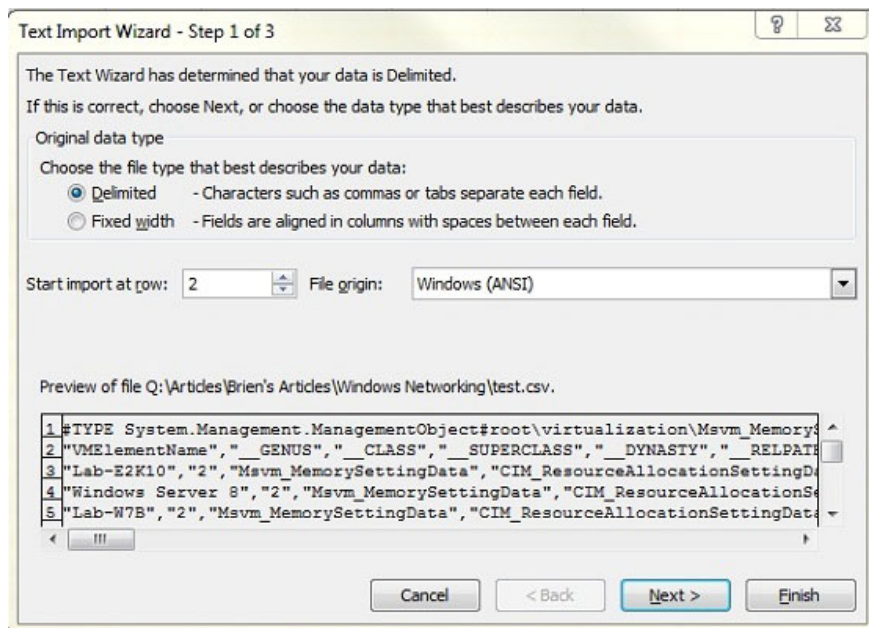 Text Import Wizard - Step 1 of 3
The Text Wizard has determined that your data is Delimited.
If this is correct, choose Next, or choose the data type that best describes your data.
Original data type
Choose the file type that best describes your data:
Delimited - Characters such as commas or tabs separate each field.
Fixed width - Fields are aligned in columns with spaces between each field.
Start import at row: 2 File origin: Windows (ANSI)
Preview of file Q:\Articles\Brien's Articles\Windows Networking\test.csv.
1 #TYPE System.Management.ManagementObject#root\virtualization\Msvm_MemoryS
2 "VMElementName","__GENUS","__CLASS","__SUPERCLASS","__DYNASTY","__RELPATH
3 "Lab-E2K10","2","Msvm_MemorySettingData","CIM_ResourceAllocationSettingDa
4 "Windows Server 8","2","Msvm_MemorySettingData","CIM_ResourceAllocationSe
5 "Lab-W7B","2","Msvm_MemorySettingData","CIM_ResourceAllocationSettingData
Cancel < Back Next > Finish